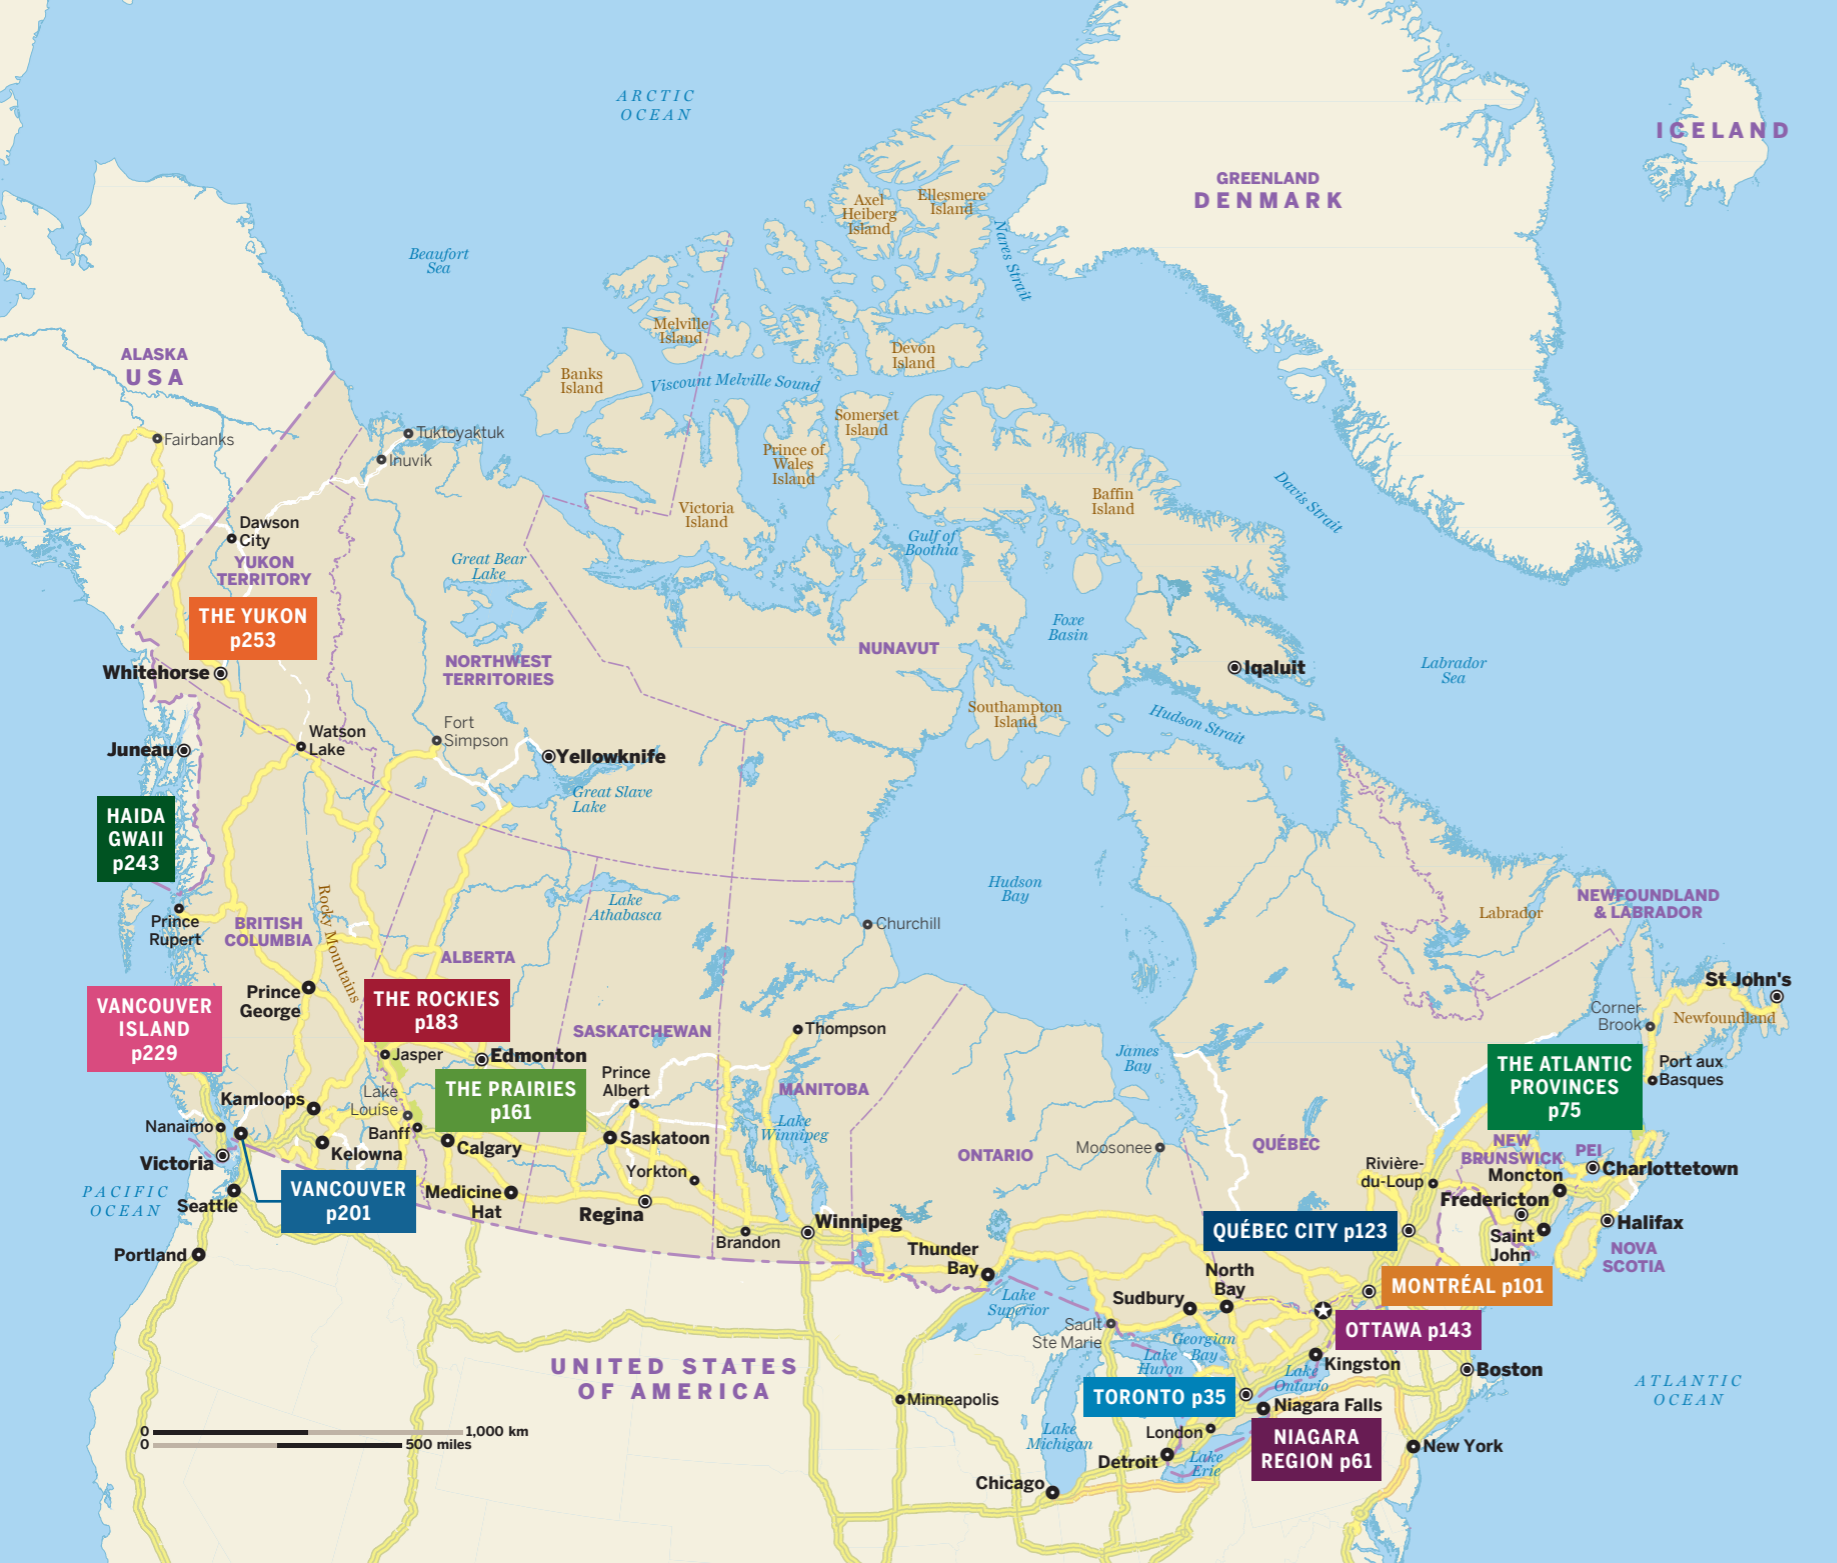 ARCTIC
OCEAN
ICELAND
GREENLAND
DENMARK
Ellesmere
Island
Axel
Heiberg
Island
Nares Strait
Beaufort
Sea
Melville
Island
Devon
Island
ALASKA
USA
Banks
Island
Viscount Melville Sound
Somerset
Island
Fairbanks
Tuktoyaktuk
Inuvik
Prince of
Wales
Island
Victoria
Island
Baffin
Island
Davis Strait
Dawson
City
YUKON
TERRITORY
Great Bear
Lake
Gulf of
Boothia
THE YUKON
p253
Foxe
Basin
NUNAVUT
NORTHWEST
TERRITORIES
Whitehorse
Iqaluit
Labrador
Sea
Southampton
Island
Hudson Strait
Fort
Simpson
Watson
Lake
Juneau
Yellowknife
Great Slave
Lake
HAIDA
GWAII
p243
Rocky Mountains
Lake
Athabasca
Hudson
Bay
Prince
Rupert
BRITISH
COLUMBIA
Churchill
Labrador
NEWFOUNDLAND
& LABRADOR
ALBERTA
St John's
Prince
George
THE ROCKIES
p183
VANCOUVER
ISLAND
p229
Corner
Brook
Newfoundland
SASKATCHEWAN
Thompson
Jasper
Edmonton
James
Bay
THE ATLANTIC
PROVINCES
p75
Port aux
Basques
THE PRAIRIES
p161
Prince
Albert
MANITOBA
Kamloops
Lake
Louise
Nanaimo
Banff
Calgary
Saskatoon
Lake
Winnipeg
Moosonee
QUÉBEC
NEW
BRUNSWICK
PEI
Victoria
Kelowna
ONTARIO
Rivière-
du-Loup
Moncton
Charlottetown
Yorkton
PACIFIC
OCEAN
Seattle
VANCOUVER
p201
Medicine
Hat
Regina
Fredericton
Winnipeg
Brandon
QUÉBEC CITY p123
Saint
John
Halifax
NOVA
SCOTIA
Portland
Thunder
Bay
North
Bay
MONTRÉAL p101
Lake
Superior
Sudbury
Sault
Ste Marie
Georgian
Bay
OTTAWA p143
Lake
Huron
Kingston
UNITED STATES
OF AMERICA
Lake
Ontario
Boston
ATLANTIC
OCEAN
Minneapolis
TORONTO p35
Niagara Falls
0
1,000 km
0
500 miles
London
NIAGARA
REGION p61
Lake
Michigan
New York
Detroit
Lake
Erie
Chicago